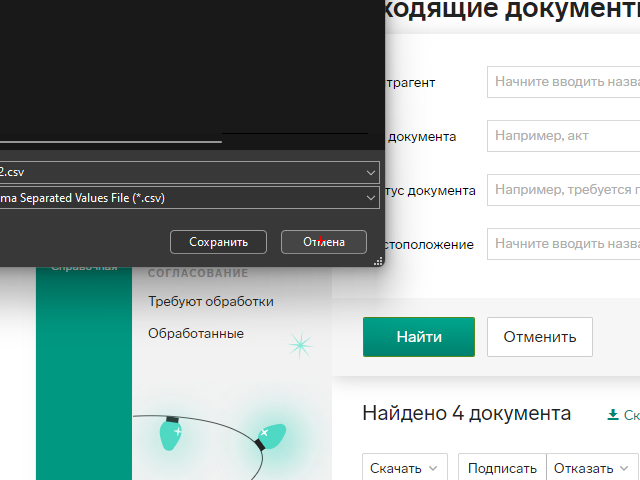 ходящие документы
трагент
Начните вводить назва
документа
Например, акт
2.csv
ma Separated Values File (*.csv)
тус документа
Например, требуется п
Сохранить
Отмена
стоположение
Начните вводить назва
Справочная
СОГЛАСОВАНИЕ
Требуют обработки
Обработанные
Найти
Отменить
Найдено 4 документа
Ск
Скачать
Подписать
Отказать